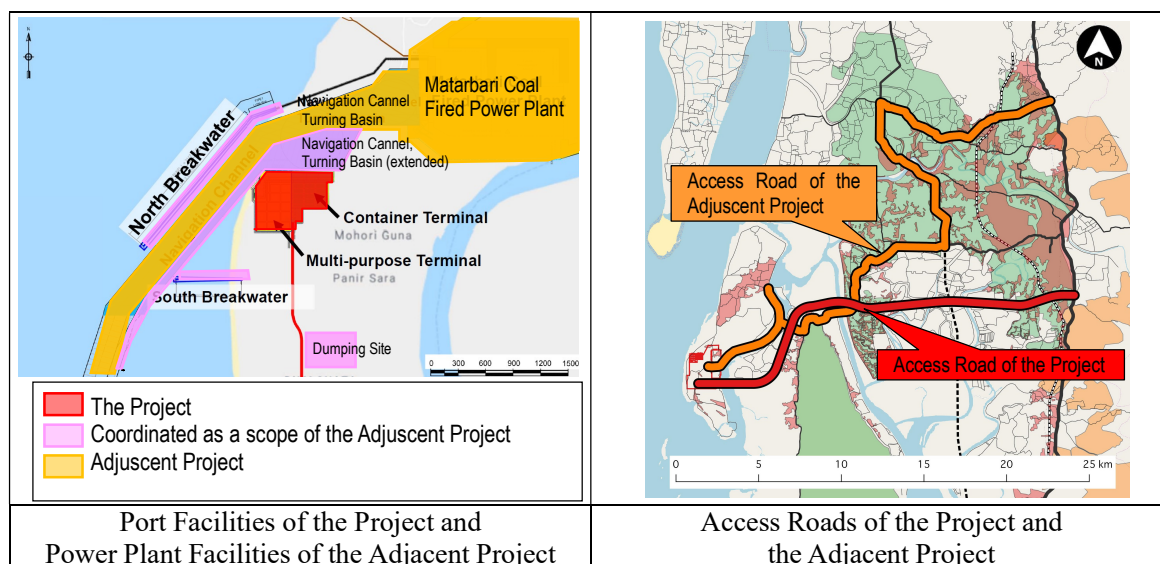 N
Matarbari Coal
Fired Power Plant
Navigation Cannel
Turning Basin
Navigation Cannel,
Turning Basin (extended)
North Breakwater
Navigation Channel
Container Terminal
Mohori Guna
Multi-purpose Terminal
Panir Sara
South Breakwater
Dumping Site
0 300 600 900 1200 1500
The Project
Coordinated as a scope of the Adjuscent Project
Adjuscent Project
N
Access Road of the
Adjuscent Project
Access Road of the Project
0 5 10 15 20 25 km
Port Facilities of the Project and
Power Plant Facilities of the Adjacent Project
Access Roads of the Project and
the Adjacent Project